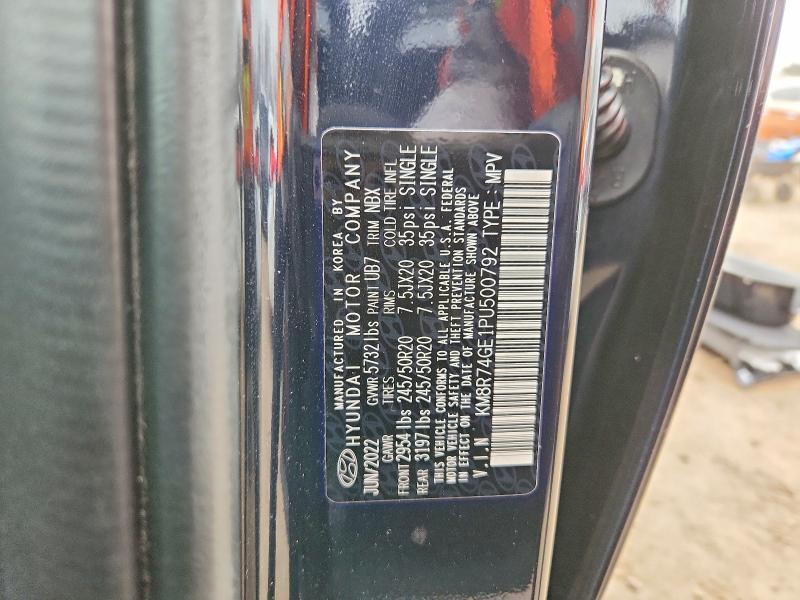 MANUFACTURED IN KOREA BY
HYUNDAI MOTOR COMPANY
JUN/2022 GVWR 5732 lbs PAINT UB7 TRIM NBX
GAWR TIRES RIMS COLD TIRE INFL
FRONT 2954 lbs 245/50R20 7.5JX20 35psi SINGLE
REAR 3197 lbs 245/50R20 7.5JX20 35psi SINGLE
THIS VEHICLE CONFORMS TO ALL APPLICABLE U.S.A. FEDERAL
MOTOR VEHICLE SAFETY AND THEFT PREVENTION STANDARDS
IN EFFECT ON THE DATE OF MANUFACTURE SHOWN ABOVE
V.I.N KM8R74GE1PU500792 TYPE : MPV